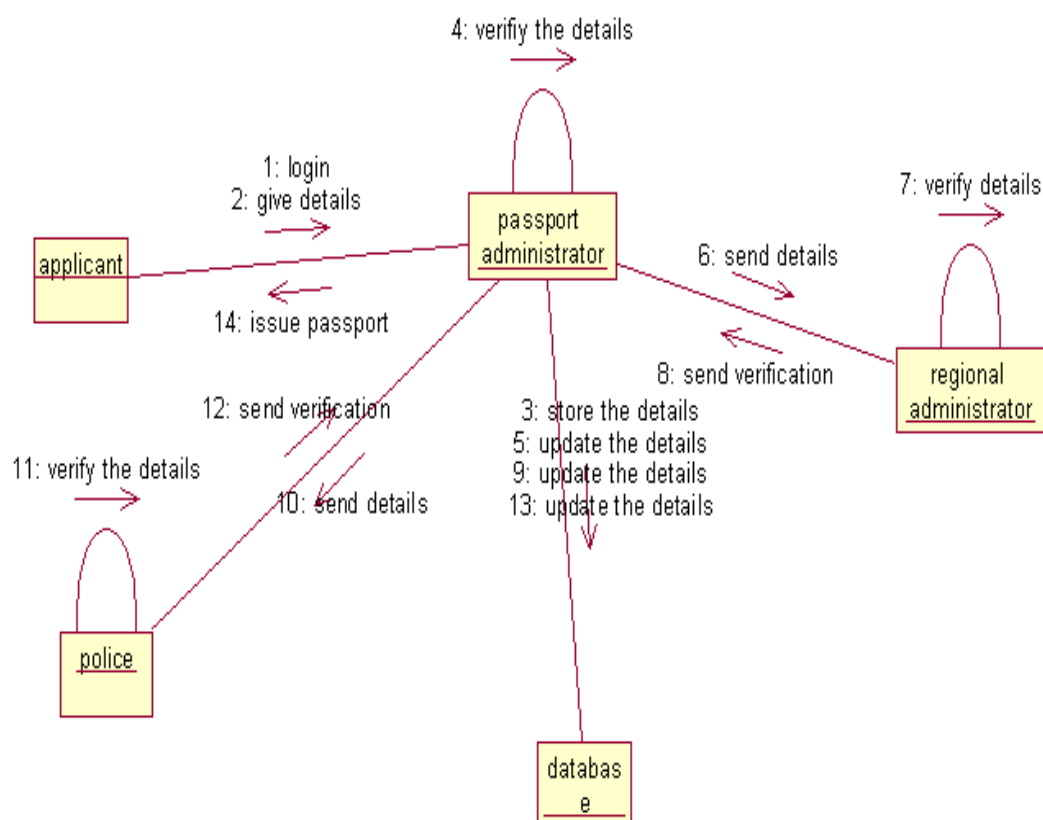 4: verifiy the details
1: login
2: give details
7: verify details
passport
administrator
applicant
6: send details
14: issue passport
8: send verification
regional
administrator
12: send verification
3: store the details
5: update the details
9: update the details
13: update the details
11: verify the details
10: send details
police
databas
e